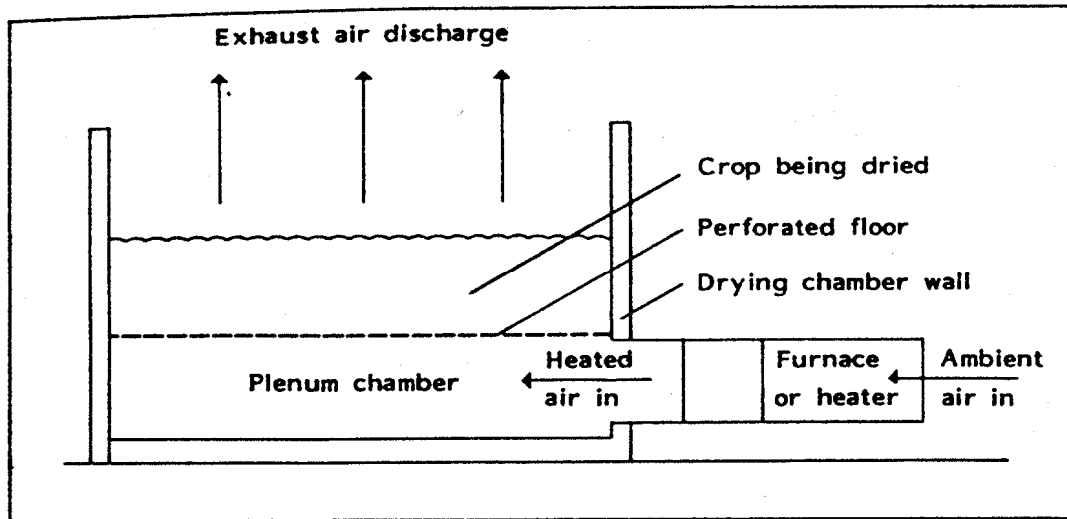 Exhaust air discharge
Crop being dried
Perforated floor
Drying chamber wall
Plenum chamber
Heated
air in
Furnace
or heater
Ambient
air in